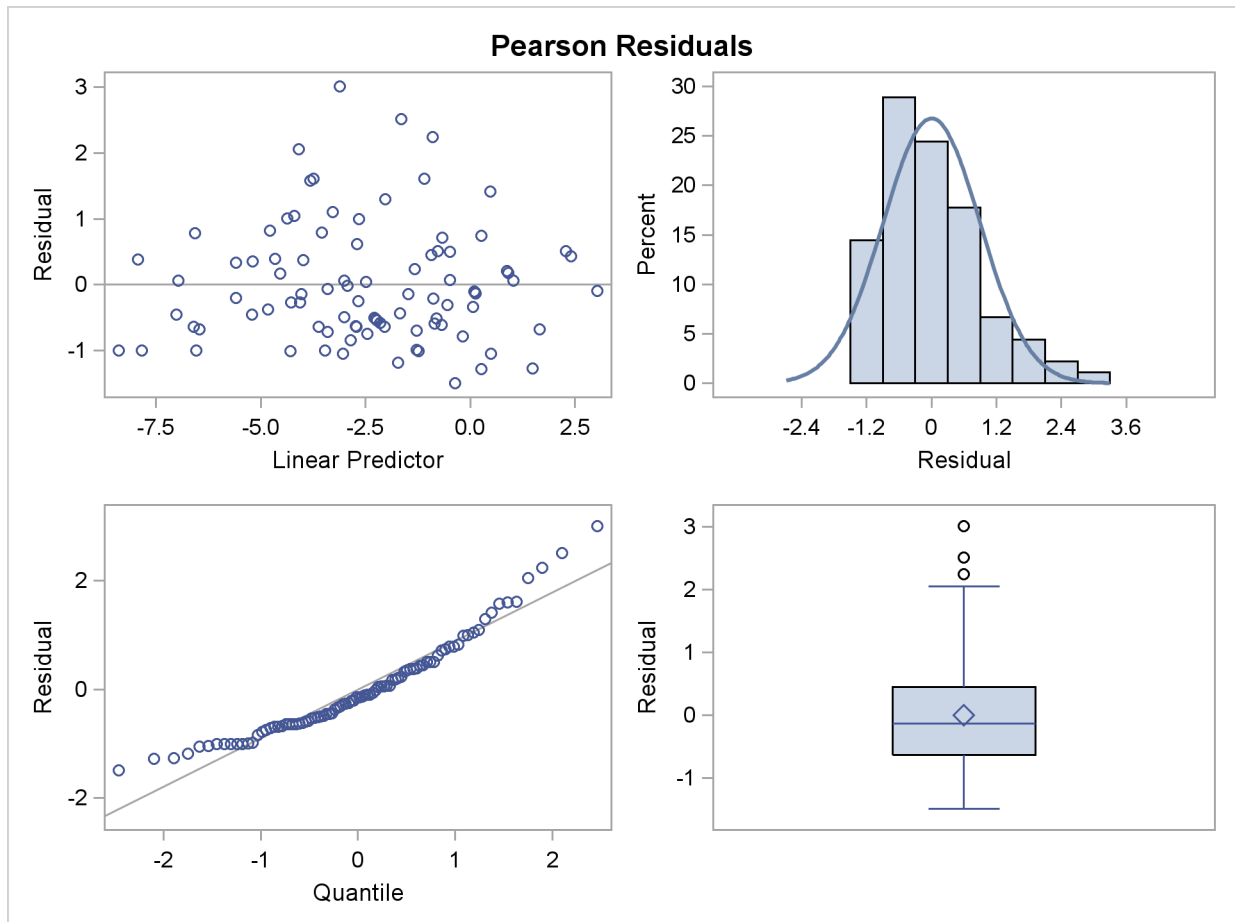 Pearson Residuals
3
2
1
0
-1
Residual
-7.5 -5.0 -2.5 0.0 2.5
Linear Predictor
30
25
20
15
10
5
0
Percent
-2.4 -1.2 0 1.2 2.4 3.6
Residual
2
0
-2
Residual
-2 -1 0 1 2
Quantile
3
2
1
0
-1
Residual